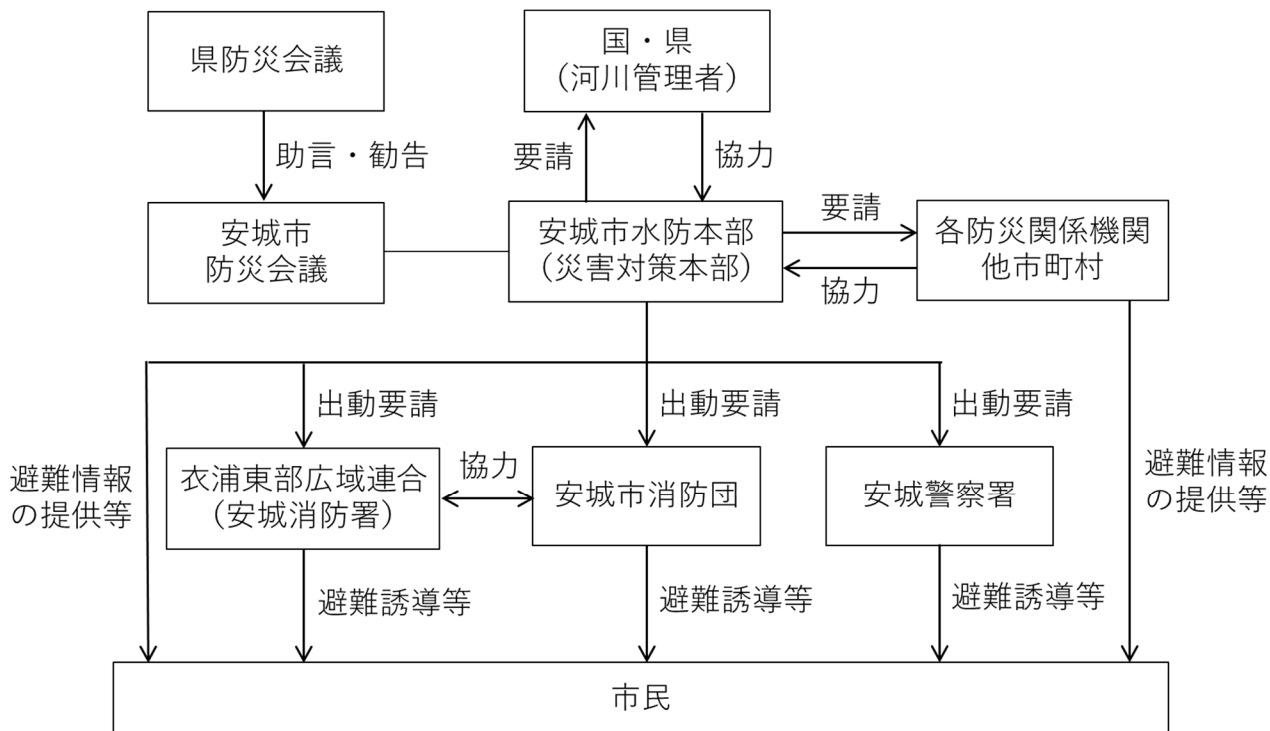 県防災会議
国・県
（河川管理者）
助言・勧告
要請
協力
安城市
防災会議
安城市水防本部
（災害対策本部）
要請
協力
各防災関係機関
他市町村
出動要請
出動要請
出動要請
避難情報
の提供等
衣浦東部広域連合
（安城消防署）
協力
安城市消防団
安城警察署
避難情報
の提供等
避難誘導等
避難誘導等
避難誘導等
市民